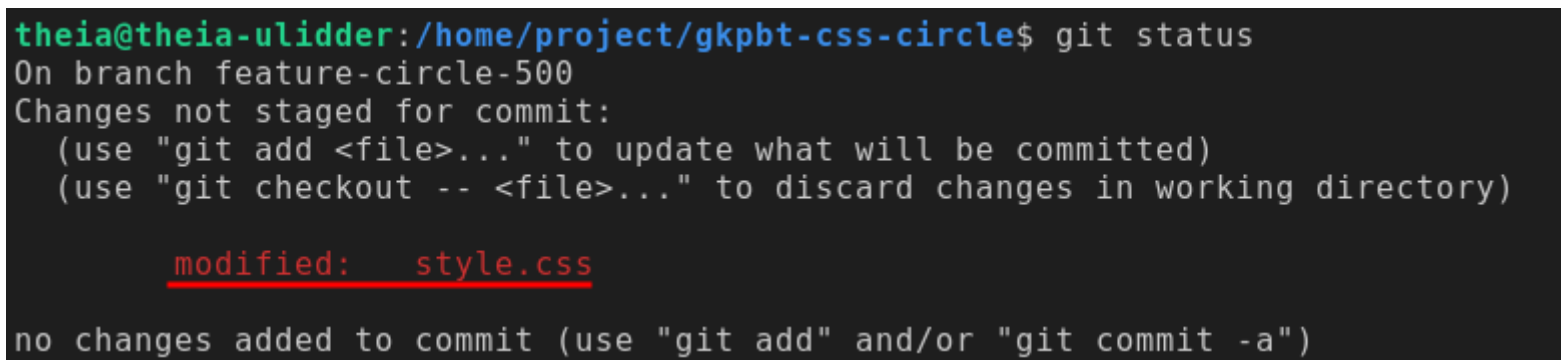 theia@theia-ulidder:/home/project/gkpbt-css-circle$ git status
On branch feature-circle-500
Changes not staged for commit:
  (use "git add <file>..." to update what will be committed)
  (use "git checkout -- <file>..." to discard changes in working directory)

        modified:   style.css

no changes added to commit (use "git add" and/or "git commit -a")